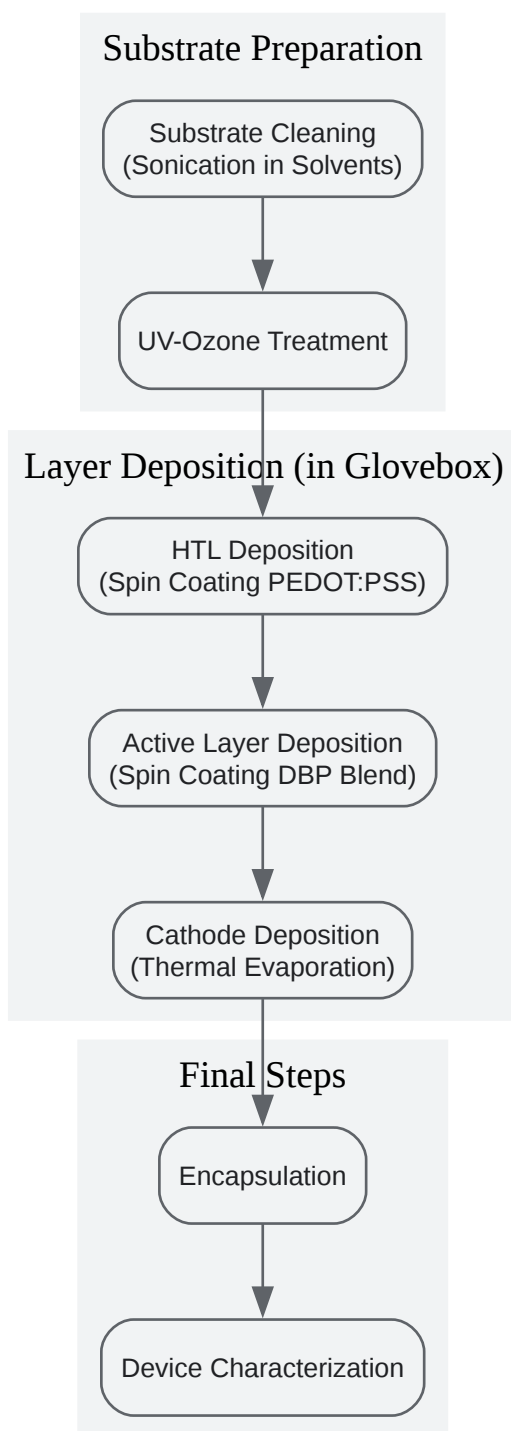 Substrate Preparation
Substrate Cleaning
(Sonication in Solvents)
UV-Ozone Treatment
Layer Deposition (in Glovebox)
HTL Deposition
(Spin Coating PEDOT:PSS)
Active Layer Deposition
(Spin Coating DBP Blend)
Cathode Deposition
(Thermal Evaporation)
Final Steps
Encapsulation
Device Characterization